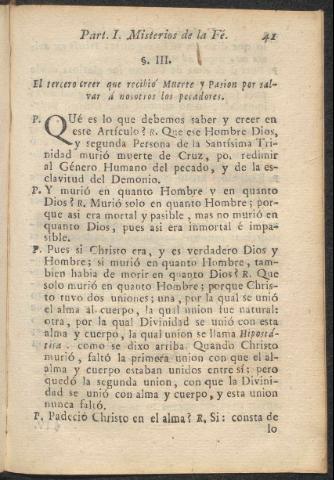 Part. I. Misterios de la Fé. 41
§. III.
El tercero creer que recibió Muerte y Pasion por sal-
var á nosotros los pecadores.
P. QUé es lo que debemos saber y creer en
este Artículo? R. Que ese Hombre Dios,
y segunda Persona de la Santísima Tri-
nidad murió muerte de Cruz, po. redimir
al Género Humano del pecado, y de la es-
clavitud del Demonio.
P. Y murió en quanto Hombre y en quanto
Dios? R. Murió solo en quanto Hombre; por-
que asi era mortal y pasible, mas no murió en
quanto Dios, pues asi era inmortal é impa-
sible.
P. Pues si Christo era, y es verdadero Dios y
Hombre; si murió en quanto Hombre, tam-
bien habia de morir en quanto Dios? R. Que
solo murió en quanto Hombre; porque Chris-
to tuvo dos uniones; una, por la qual se unió
el alma al cuerpo, la qual union fue natural:
otra, por la qual Divinidad se unió con esta
alma y cuerpo, la qual union se llama Hipostá-
tica. como se dixo arriba Quando Christo
murió, faltó la primera union con que el al-
alma y cuerpo estaban unidos entre sí; pero
quedó la segunda union, con que la Divini-
dad se unió con alma y cuerpo, y esta union
nunca faltó.
P. Padeció Christo en el alma? R. Si: consta de
lo